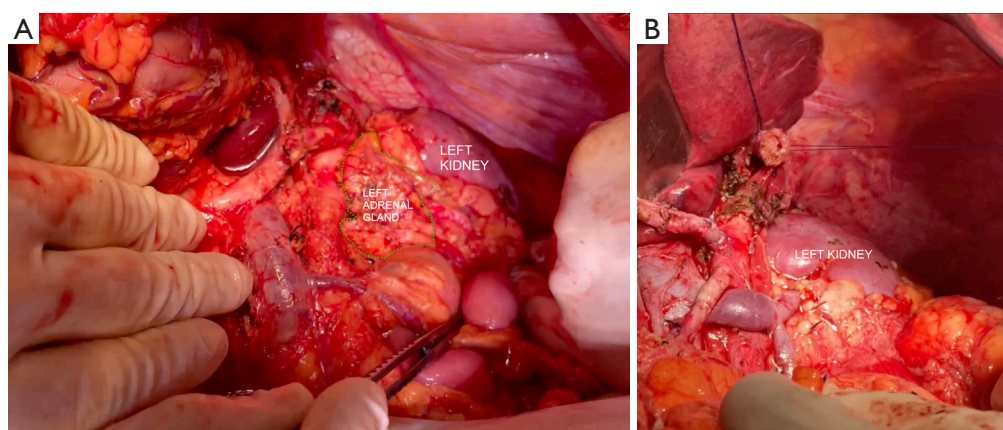 A
LEFT
KIDNEY
LEFT
ADRENAL
GLAND
B
LEFT KIDNEY